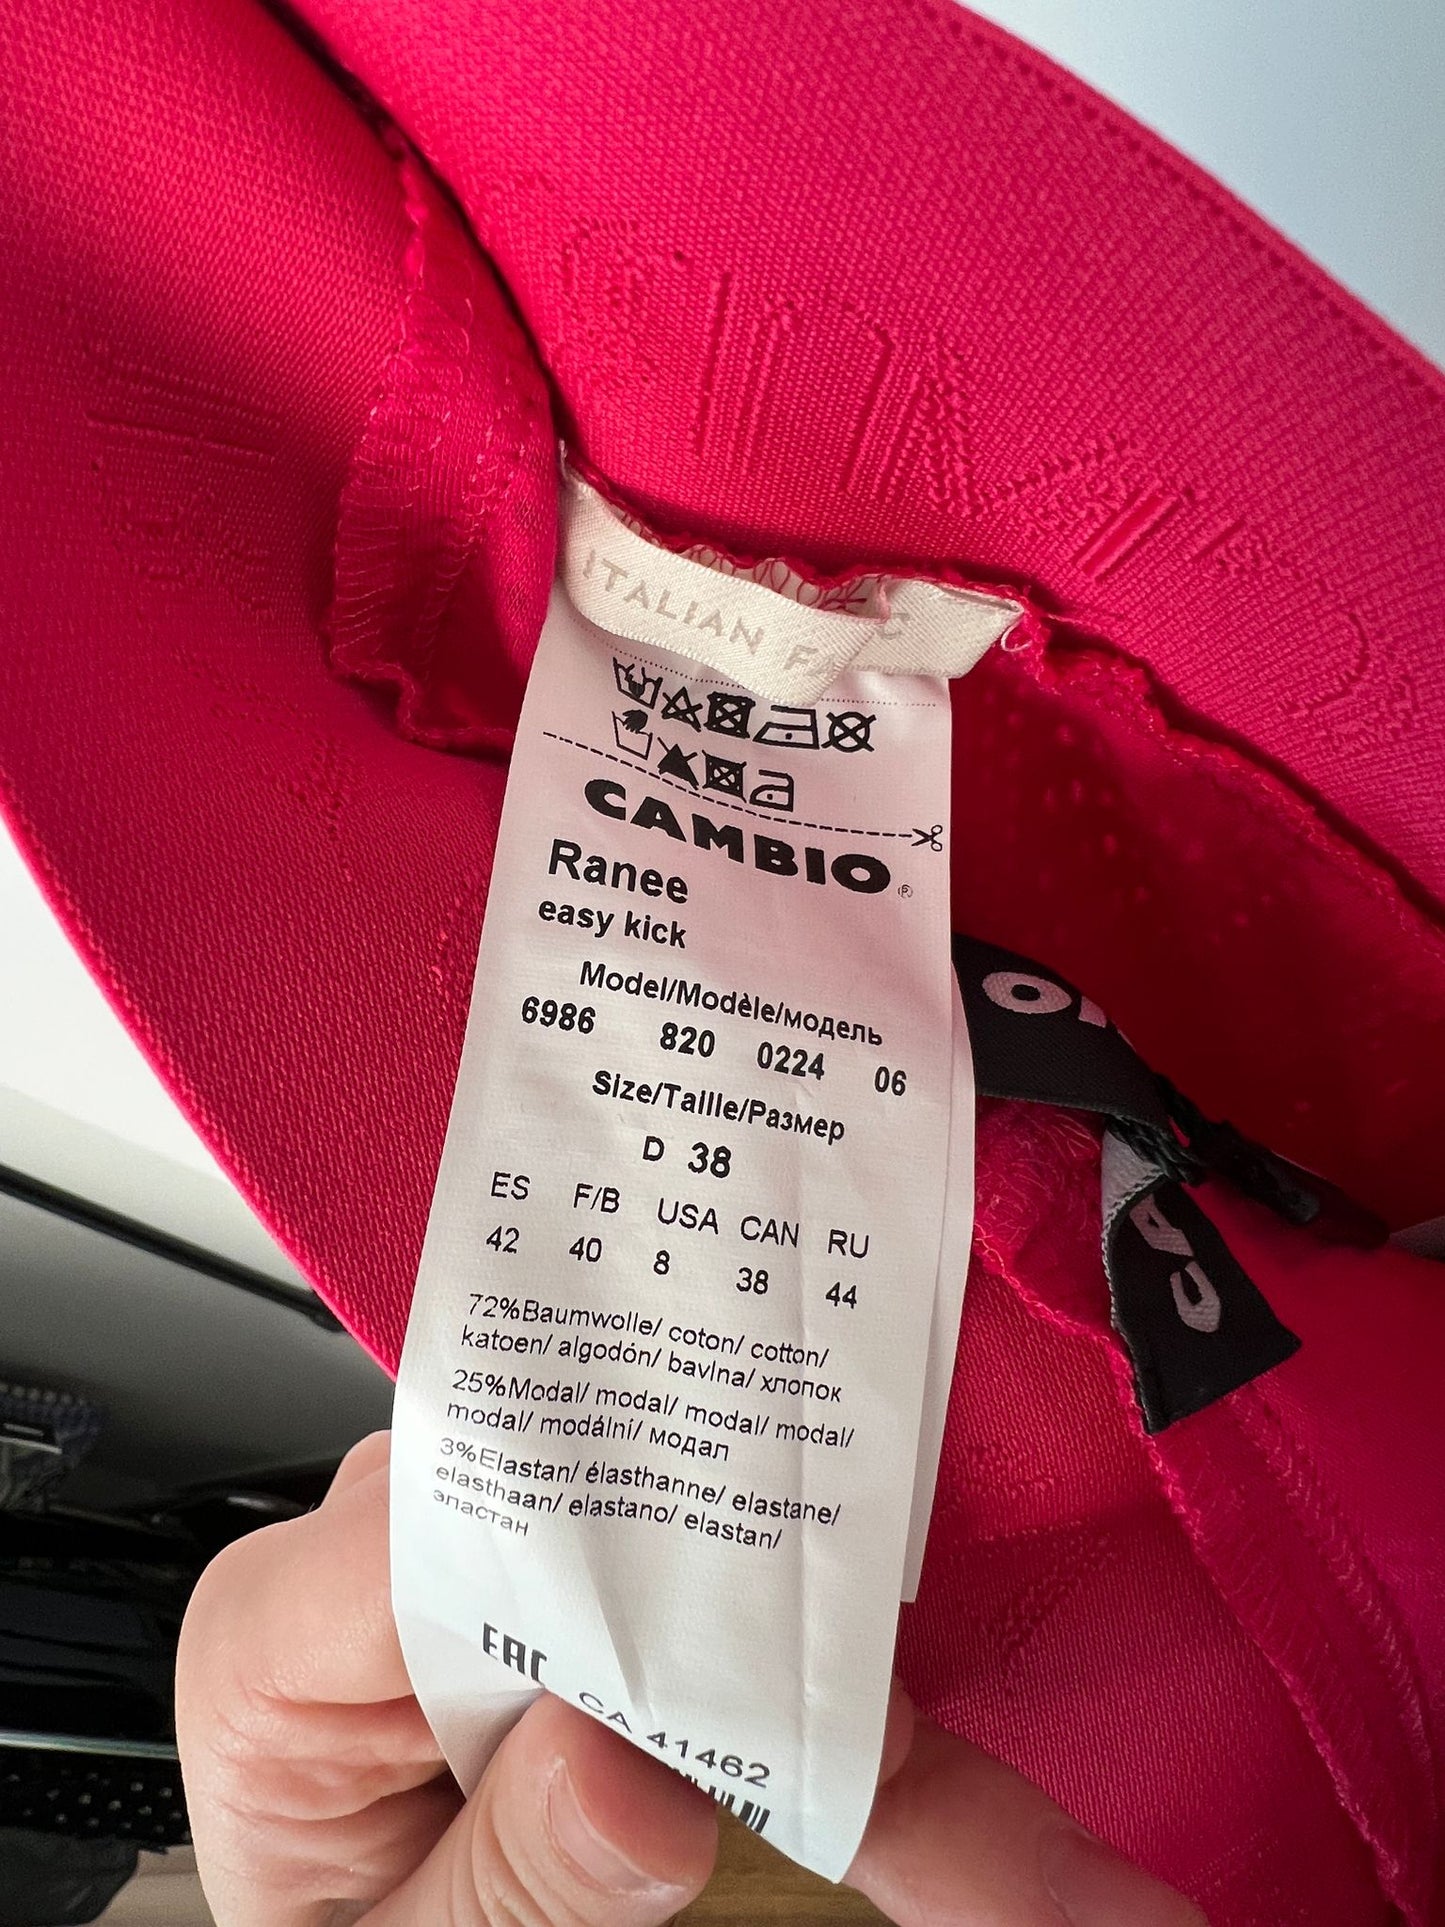 ITALIAN
CAMBIO
Ranee
easy kick
Model/Modèle/модель
6986 820 0224 06
Size/Taille/Размер
D 38
ES F/B USA CAN RU
42 40 8 38 44
72%Baumwolle/ coton/ cotton/
katoen/ algodón/ bavlna/ хлопок
25%Modal/ modal/ modal/ modal/
modal/ modální/ модал
3%Elastan/ élasthanne/ elastane/
elasthaan/ elastano/ elastan/
эластан
EAC
CA 41462